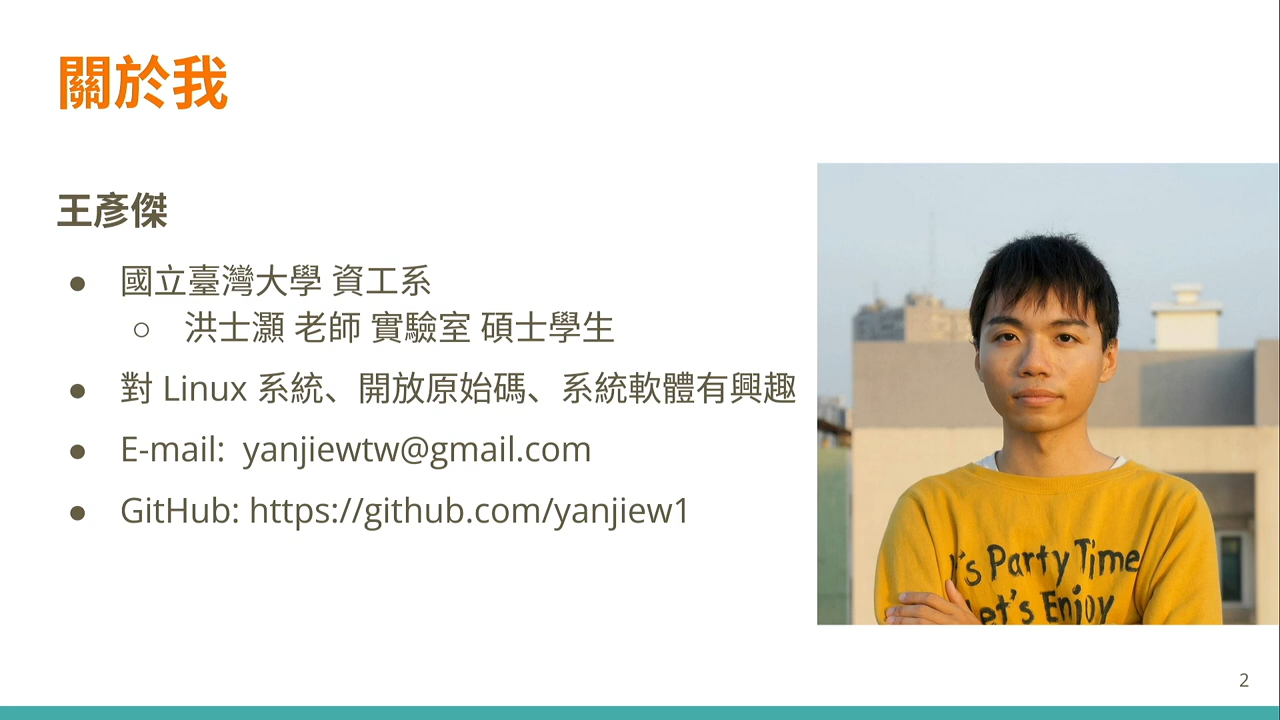 關於我
王彥傑
● 國立臺灣大學 資工系
○ 洪士灝 老師 實驗室 碩士學生
● 對 Linux 系統、開放原始碼、系統軟體有興趣
● E-mail: yanjiewtw@gmail.com
● GitHub: https://github.com/yanjiew1
It's Party Time
Let's Enjoy
2